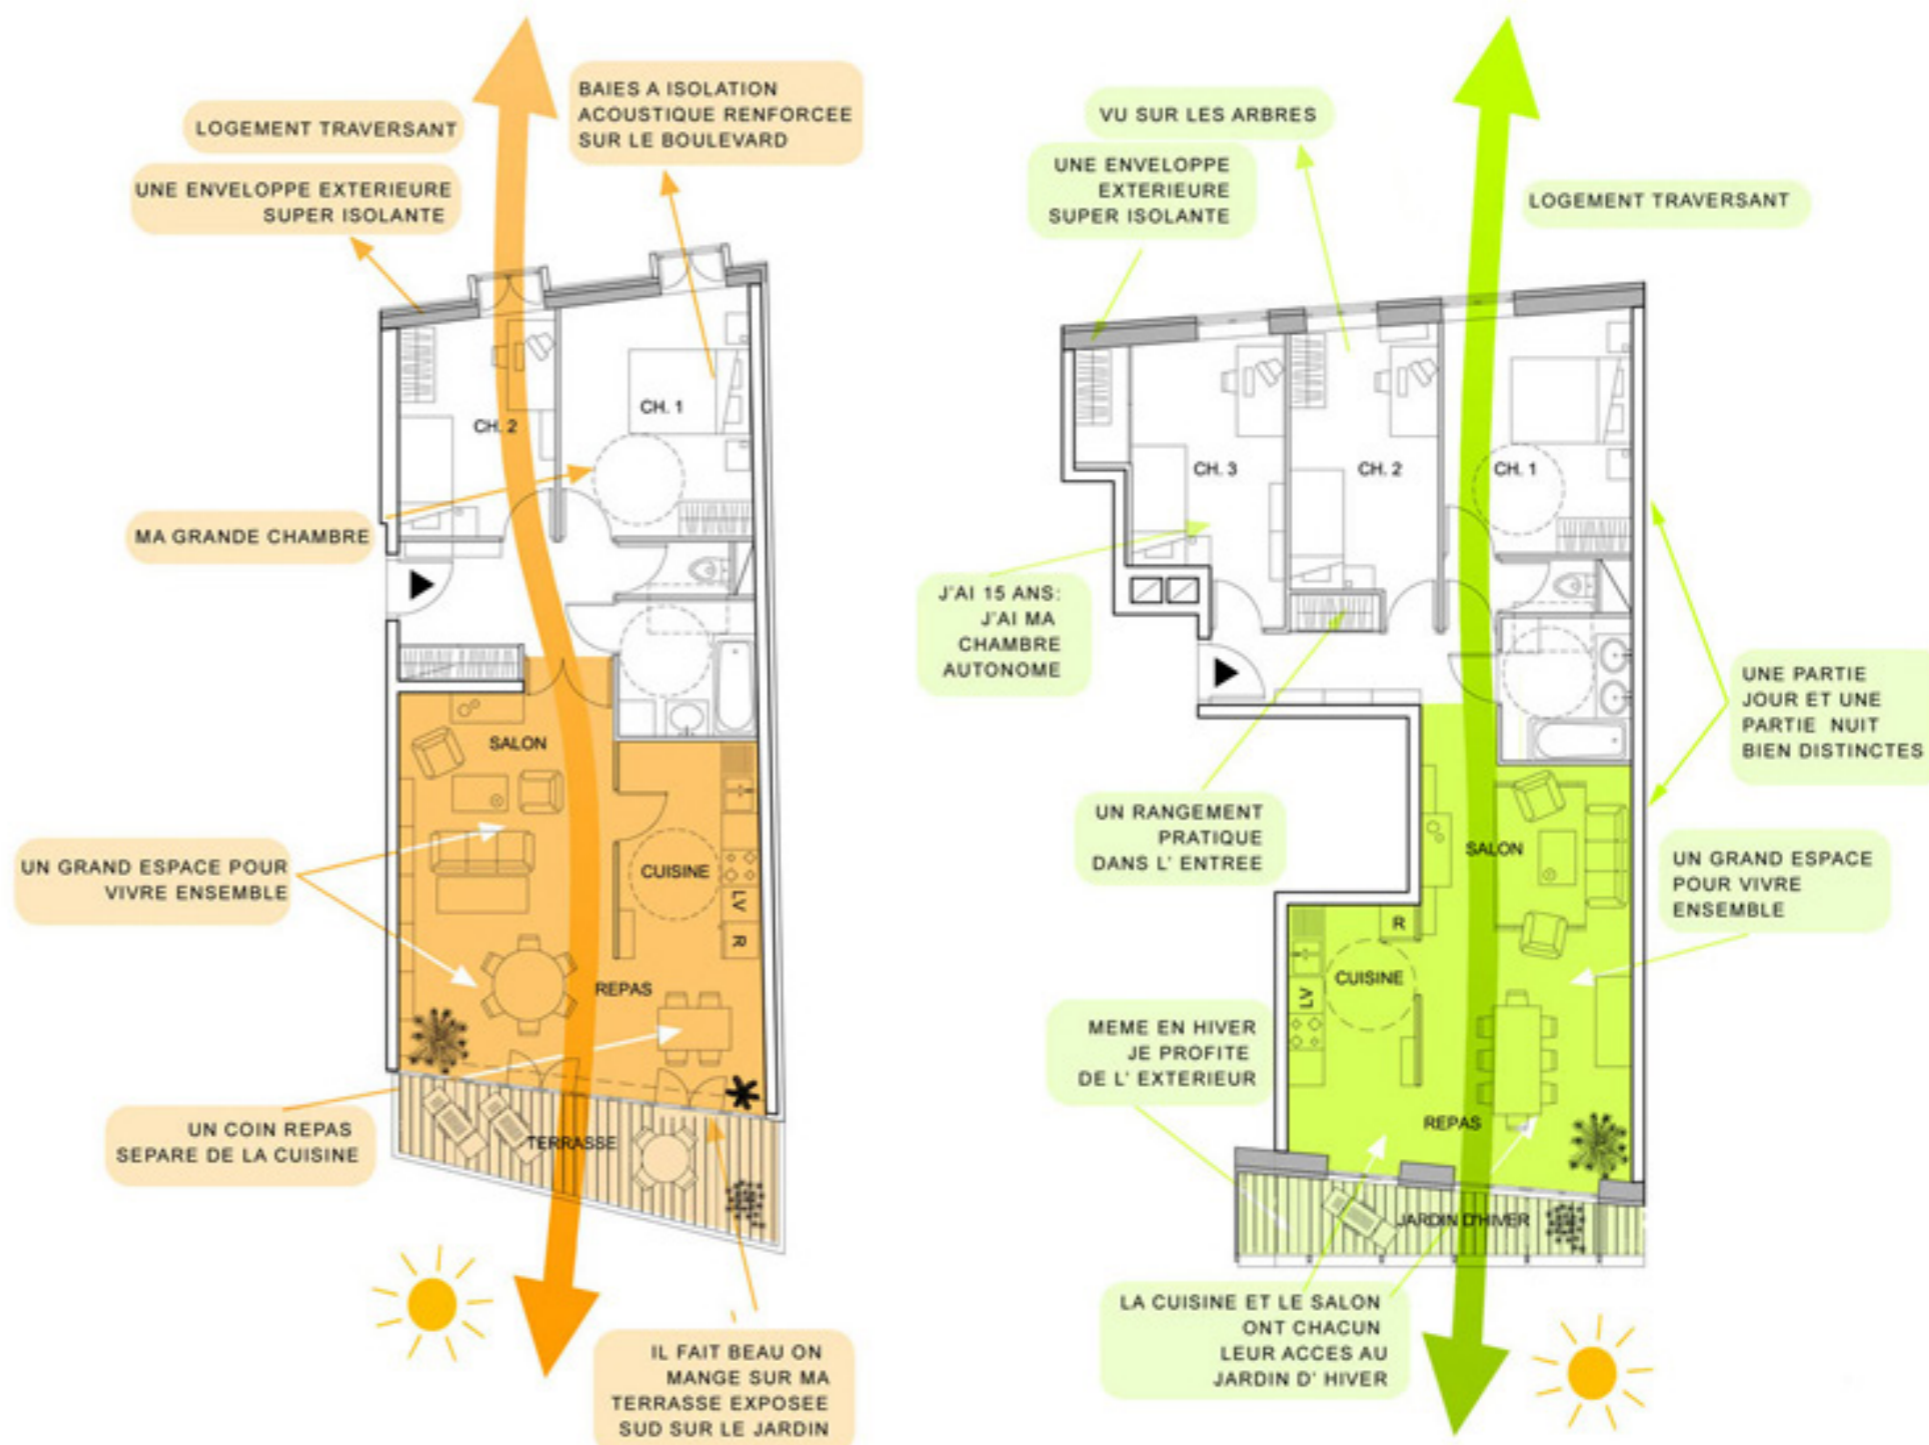 LOGEMENT TRAVERSANT
UNE ENVELOPPE EXTERIEURE
SUPER ISOLANTE
BAIES A ISOLATION
ACOUSTIQUE RENFORCEE
SUR LE BOULEVARD
CH. 1
CH. 2
MA GRANDE CHAMBRE
SALON
UN GRAND ESPACE POUR
VIVRE ENSEMBLE
CUISINE
LV
R
REPAS
UN COIN REPAS
SEPARE DE LA CUISINE
TERRASSE
IL FAIT BEAU ON
MANGE SUR MA
TERRASSE EXPOSEE
SUD SUR LE JARDIN
VU SUR LES ARBRES
UNE ENVELOPPE
EXTERIEURE
SUPER ISOLANTE
LOGEMENT TRAVERSANT
CH. 3
CH. 2
CH. 1
J'AI 15 ANS:
J'AI MA
CHAMBRE
AUTONOME
UNE PARTIE
JOUR ET UNE
PARTIE NUIT
BIEN DISTINCTES
UN RANGEMENT
PRATIQUE
DANS L' ENTREE
SALON
UN GRAND ESPACE
POUR VIVRE
ENSEMBLE
R
CUISINE
LV
MEME EN HIVER
JE PROFITE
DE L' EXTERIEUR
REPAS
JARDIN D'HIVER
LA CUISINE ET LE SALON
ONT CHACUN
LEUR ACCES AU
JARDIN D' HIVER